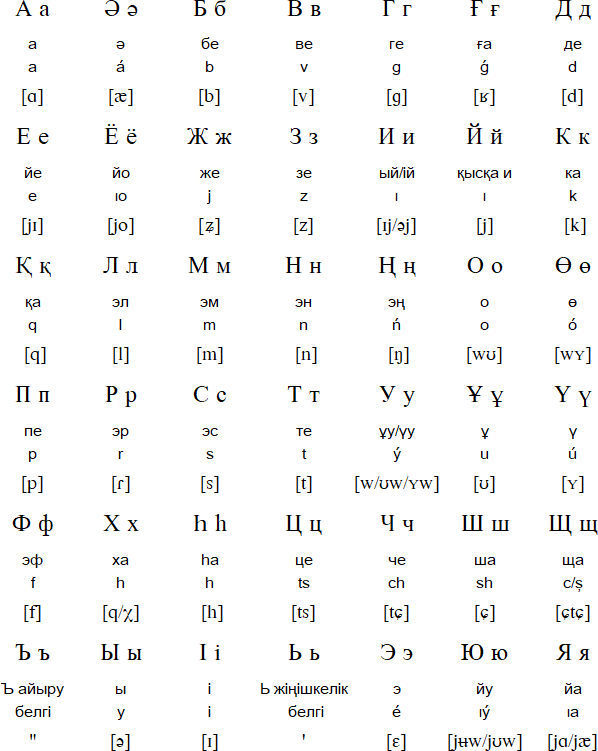 А а Ә ә Б б В в Г г Ғ ғ Д д
а ә бе ве ге ға де
a á b v g ǵ d
[ɑ] [æ] [b] [v] [ɡ] [ʁ] [d]
Е е Ё ё Ж ж З з И и Й й К к
йе йо же зе ый/ій қысқа и ка
e ıo j z ı ı k
[jɪ] [jo] [ʑ] [z] [ɪj/əj] [j] [k]
Қ қ Л л М м Н н Ң ң О о Ө ө
қа эл эм эн эң о ө
q l m n ń o ó
[q] [l] [m] [n] [ŋ] [wʊ] [wʏ]
П п Р р С с Т т У у Ұ ұ Ү ү
пе эр эс те ұу/үу ұ ү
p r s t ý u ú
[p] [ɾ] [s] [t] [w/ʊw/ʏw] [ʊ] [ʏ]
Ф ф Х х Һ һ Ц ц Ч ч Ш ш Щ щ
эф ха һа це че ша ща
f h h ts ch sh c/ş
[f] [q/χ] [h] [ts] [tɕ] [ɕ] [ɕtɕ]
Ъ ъ Ы ы І і Ь ь Э э Ю ю Я я
Ъ айыру ы і Ь жіңішкелік э йу йа
белгі y i белгі é ıý ıa
" [ə] [ɪ] ' [ɛ] [jʉw/jʊw] [jɑ/jæ]